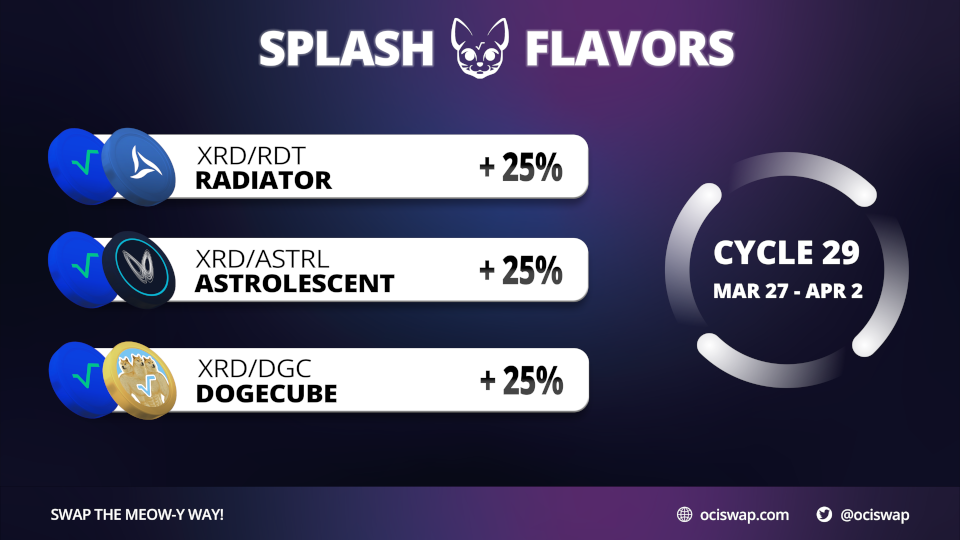 SPLASH FLAVORS
XRD/RDT
RADIATOR
+ 25%
XRD/ASTRL
ASTROLESCENT
+ 25%
XRD/DGC
DOGECUBE
+ 25%
CYCLE 29
MAR 27 - APR 2
SWAP THE MEOW-Y WAY!
ociswap.com
@ociswap